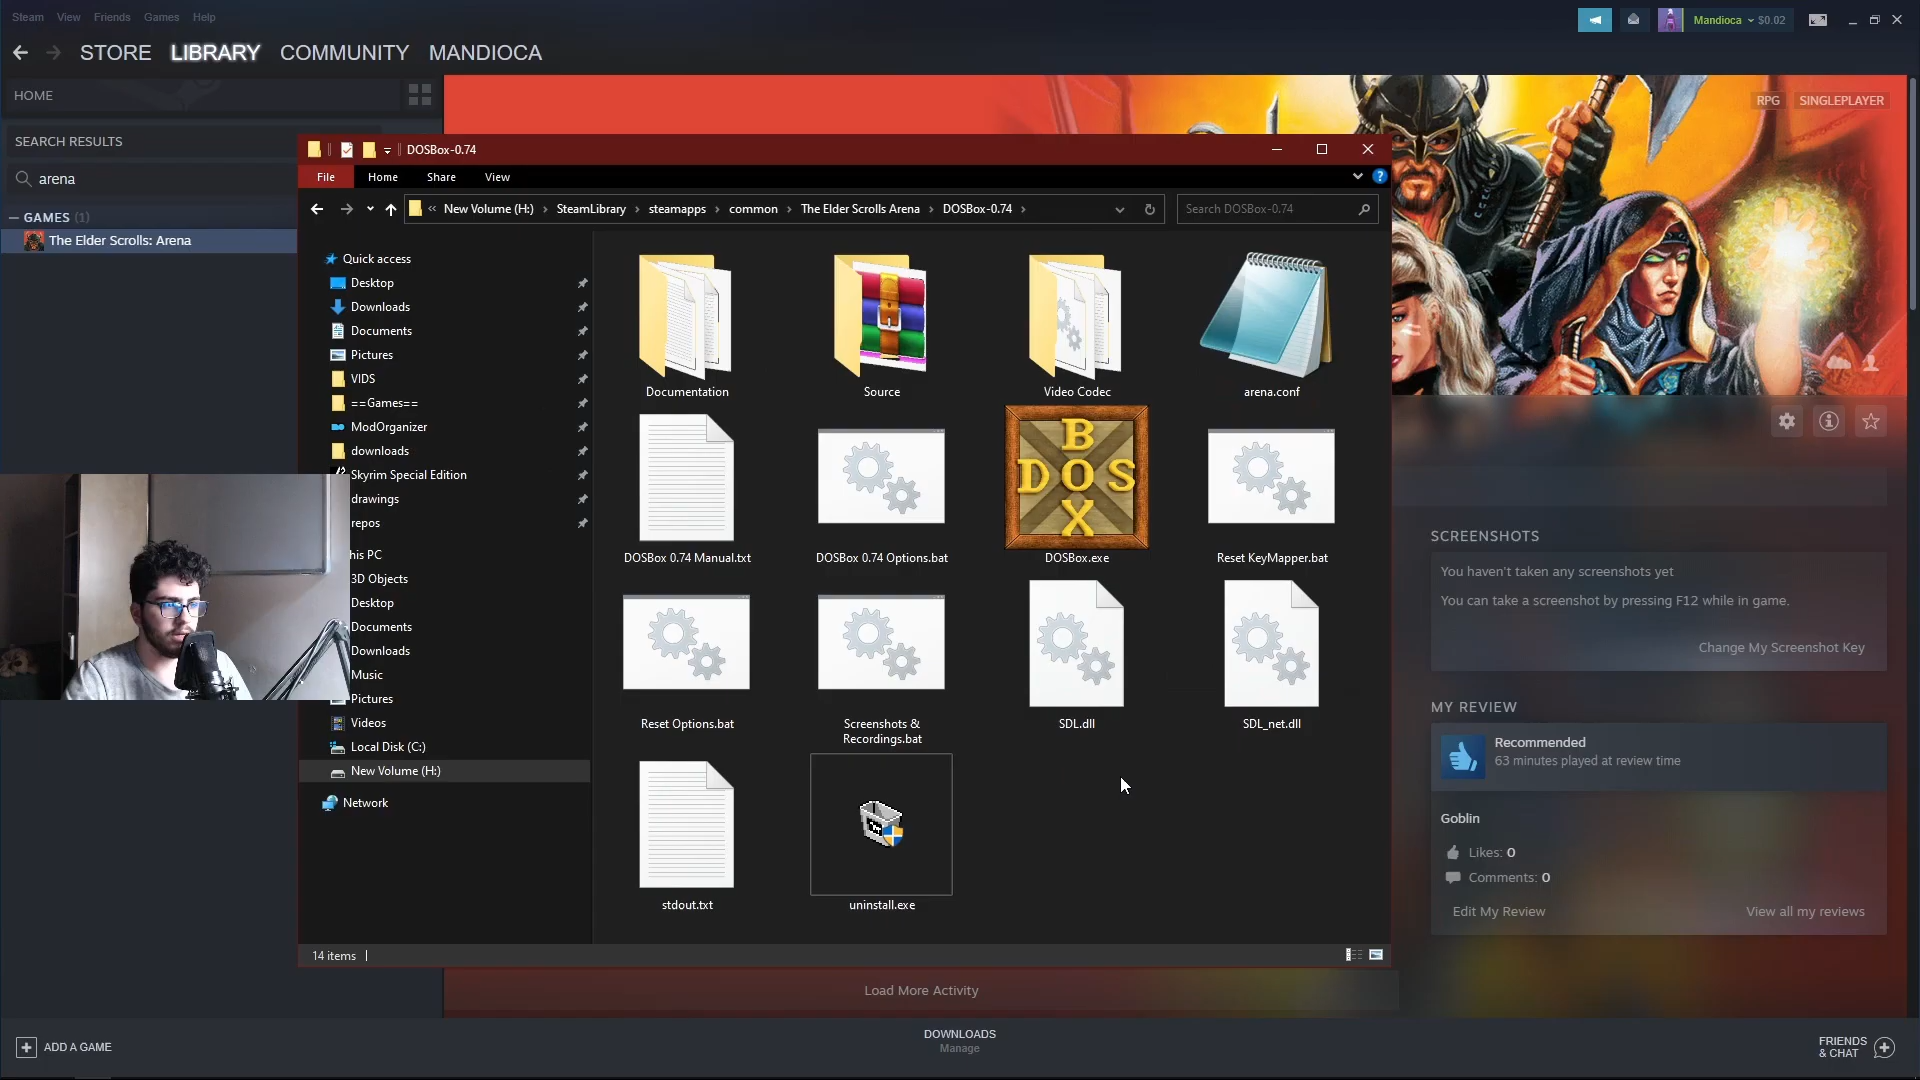 Steam View Friends Games Help
Mandioca $0.02
STORE LIBRARY COMMUNITY MANDIOCA
HOME
RPG SINGLEPLAYER
SEARCH RESULTS
arena
GAMES (1)
The Elder Scrolls: Arena
DOSBox-0.74
File Home Share View
« New Volume (H:) › SteamLibrary › steamapps › common › The Elder Scrolls Arena › DOSBox-0.74 ›
Search DOSBox-0.74
Quick access
Desktop
Downloads
Documents
Pictures
VIDS
==Games==
ModOrganizer
downloads
Skyrim Special Edition
drawings
repos
his PC
3D Objects
Desktop
Documents
Downloads
Music
Pictures
Videos
Local Disk (C:)
New Volume (H:)
Network
Documentation
Source
Video Codec
arena.conf
BOX
DOS
DOSBox 0.74 Manual.txt
DOSBox 0.74 Options.bat
DOSBox.exe
Reset KeyMapper.bat
Reset Options.bat
Screenshots &
Recordings.bat
SDL.dll
SDL_net.dll
stdout.txt
uninstall.exe
14 items
SCREENSHOTS
You haven't taken any screenshots yet
You can take a screenshot by pressing F12 while in game.
Change My Screenshot Key
MY REVIEW
Recommended
63 minutes played at review time
Goblin
Likes: 0
Comments: 0
Edit My Review View all my reviews
Load More Activity
ADD A GAME
DOWNLOADS
Manage
FRIENDS
& CHAT